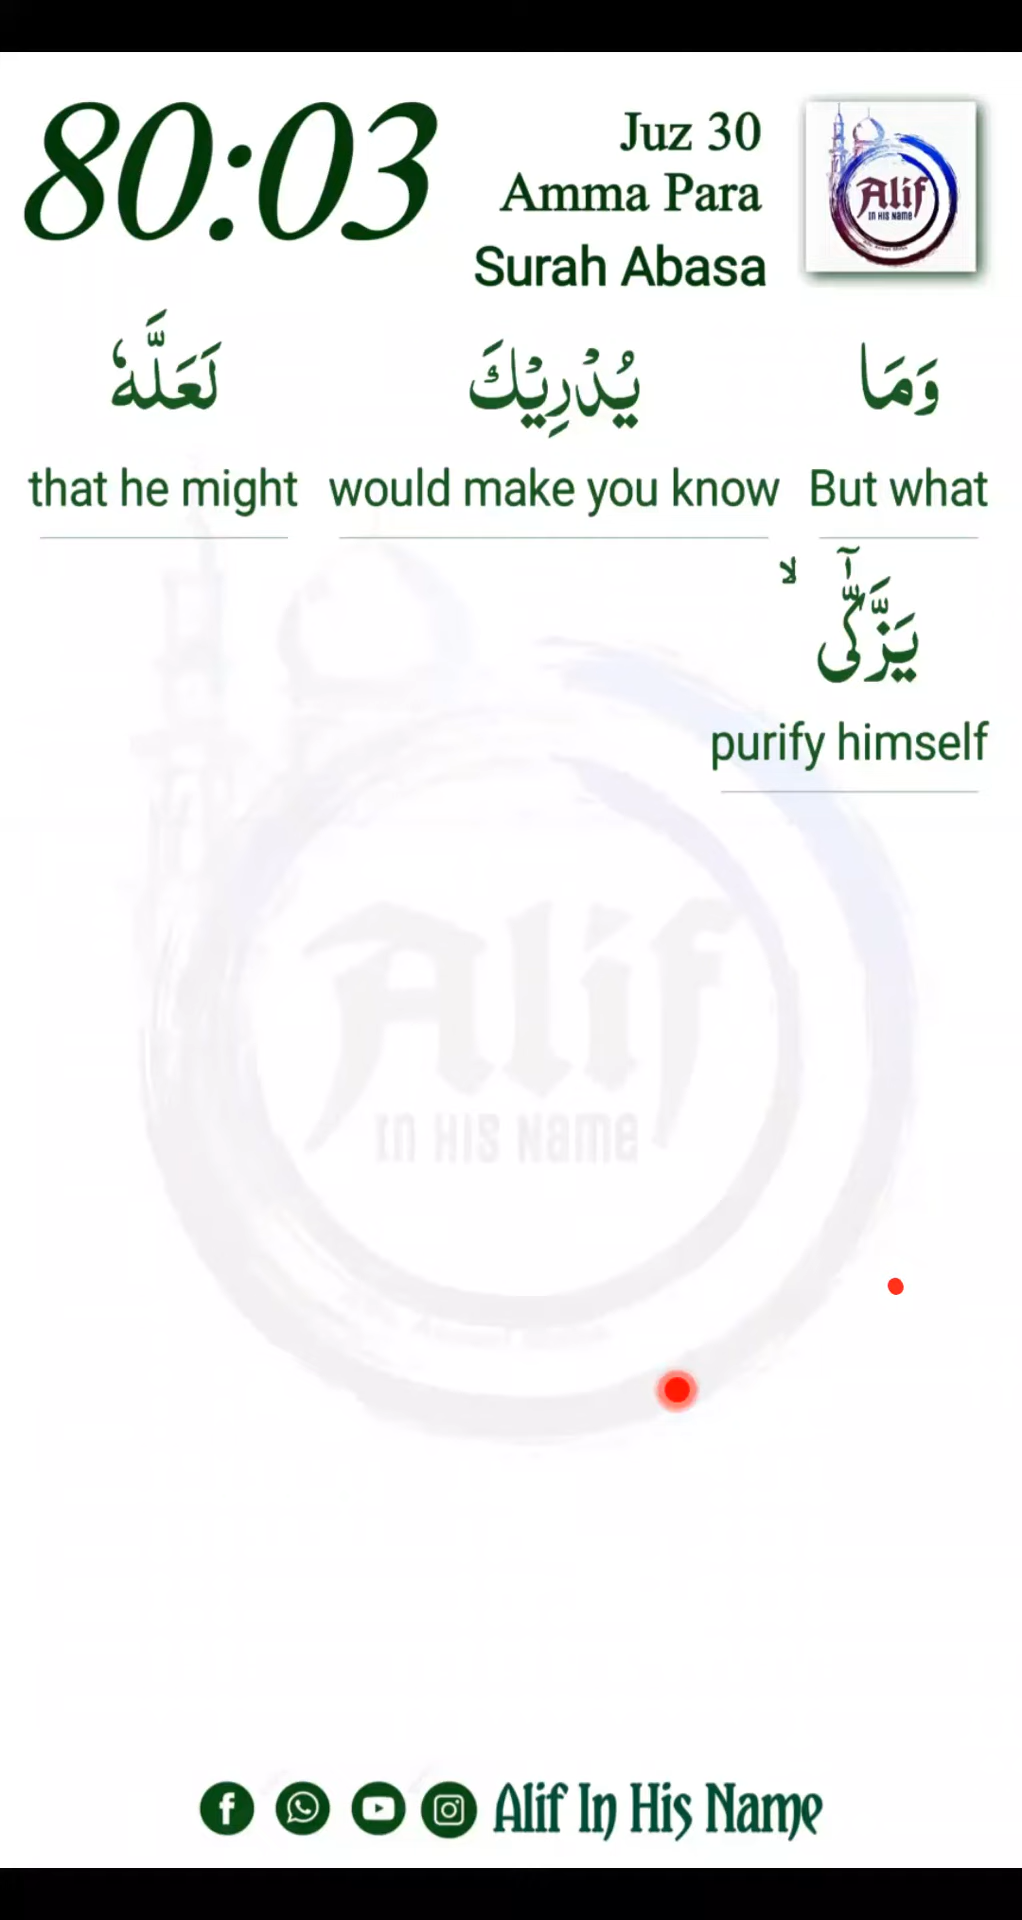 80:03
Juz 30
Amma Para
Surah Abasa
Alif
IN HIS NAME
وَمَا يُدْرِيْكَ لَعَلَّهٗ
But what would make you know that he might
يَزَّكّٰٓى ۙ
purify himself
Alif
IN HIS NAME
Alif In His Name